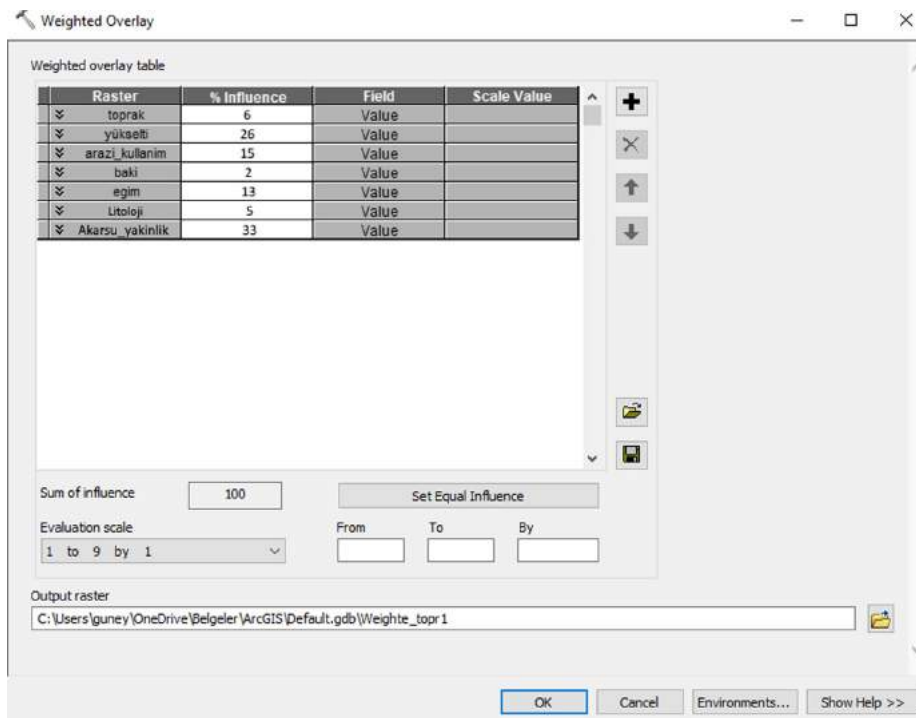 Weighted Overlay
Weighted overlay table
Raster % Influence Field Scale Value
toprak 6 Value
yükselti 26 Value
arazi_kullanim 15 Value
baki 2 Value
egim 13 Value
Litoloji 5 Value
Akarsu_yakinlik 33 Value
Sum of influence 100 Set Equal Influence
Evaluation scale From To By
1 to 9 by 1
Output raster
C:\Users\guney\OneDrive\Belgeler\ArcGIS\Default.gdb\Weighte_topr1
OK Cancel Environments... Show Help >>